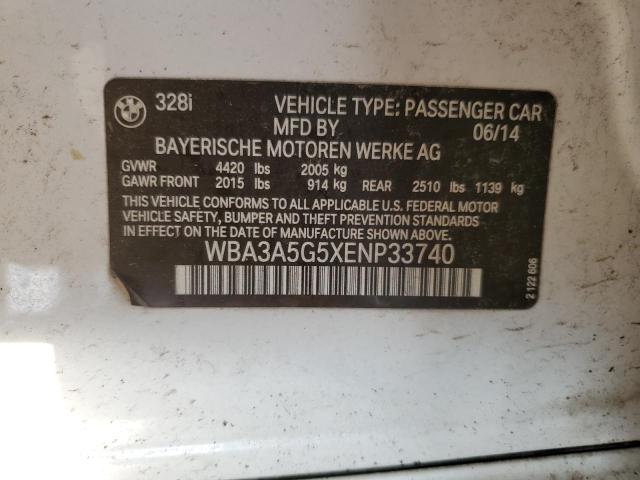 BMW
328i VEHICLE TYPE: PASSENGER CAR
MFD BY 06/14
BAYERISCHE MOTOREN WERKE AG
GVWR 4420 lbs 2005 kg
GAWR FRONT 2015 lbs 914 kg REAR 2510 lbs 1139 kg
THIS VEHICLE CONFORMS TO ALL APPLICABLE U.S. FEDERAL MOTOR
VEHICLE SAFETY, BUMPER AND THEFT PREVENTION STANDARDS IN
EFFECT ON THE DATE OF MANUFACTURE SHOWN ABOVE.
WBA3A5G5XENP33740
2 122 606